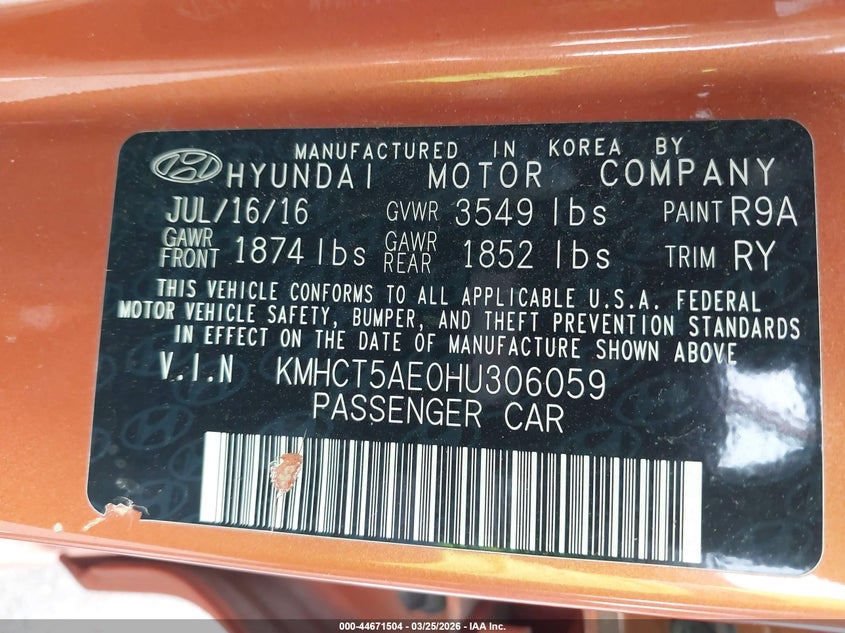 MANUFACTURED IN KOREA BY
HYUNDAI MOTOR COMPANY
JUL/16/16 GVWR 3549 lbs PAINT R9A
GAWR FRONT 1874 lbs GAWR REAR 1852 lbs TRIM RY
THIS VEHICLE CONFORMS TO ALL APPLICABLE U.S.A. FEDERAL
MOTOR VEHICLE SAFETY, BUMPER, AND THEFT PREVENTION STANDARDS
IN EFFECT ON THE DATE OF MANUFACTURE SHOWN ABOVE
V.I.N KMHCT5AE0HU306059
PASSENGER CAR
000-44671504 - 03/25/2026 - IAA Inc.